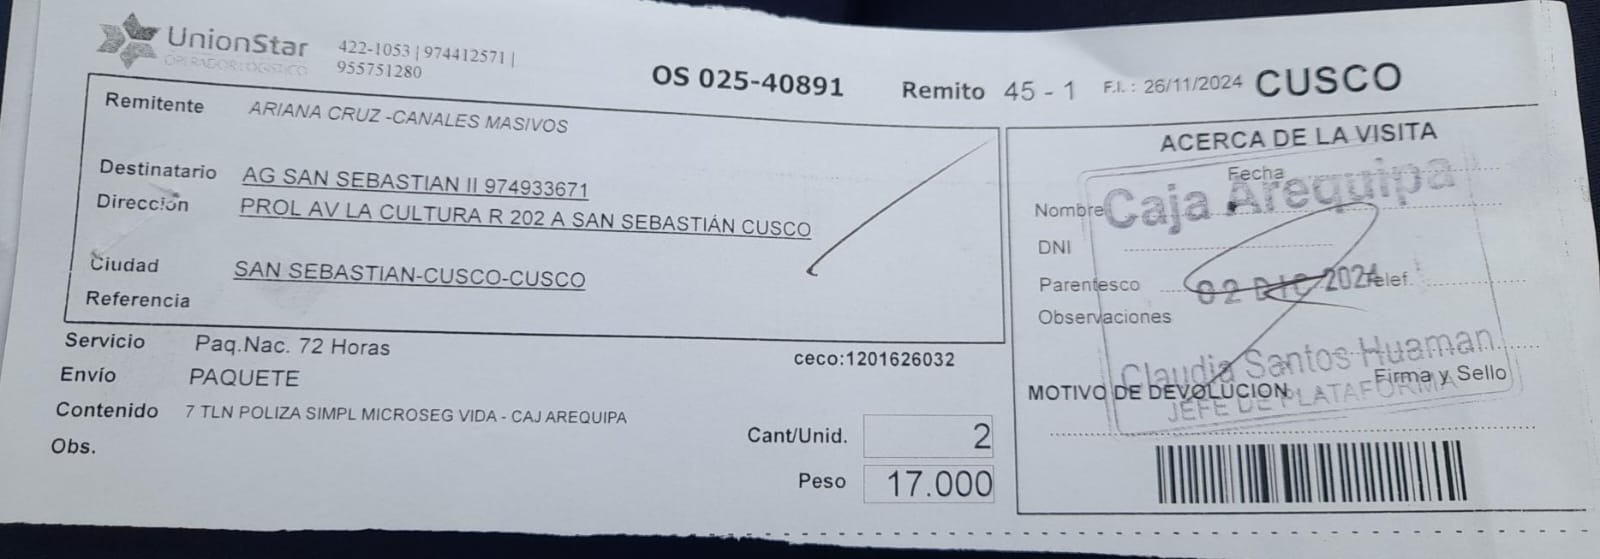 UnionStar
OPERADOR LOGISTICO
422-1053 | 974412571 |
955751280
OS 025-40891
Remito 45 - 1
F.I. : 26/11/2024 CUSCO
Remitente ARIANA CRUZ -CANALES MASIVOS
Destinatario AG SAN SEBASTIAN II 974933671
Dirección PROL AV LA CULTURA R 202 A SAN SEBASTIÁN CUSCO
Ciudad SAN SEBASTIAN-CUSCO-CUSCO
Referencia
Servicio Paq.Nac. 72 Horas
ceco:1201626032
Envío PAQUETE
Contenido 7 TLN POLIZA SIMPL MICROSEG VIDA - CAJ AREQUIPA
Obs.
Cant/Unid. 2
Peso 17.000
ACERCA DE LA VISITA
Fecha
Nombre
DNI
Parentesco
Telef.
Observaciones
MOTIVO DE DEVOLUCION
Firma y Sello
Caja Arequipa
02 DIC 2024
Claudia Santos Huaman
JEFE DE PLATAFORMA